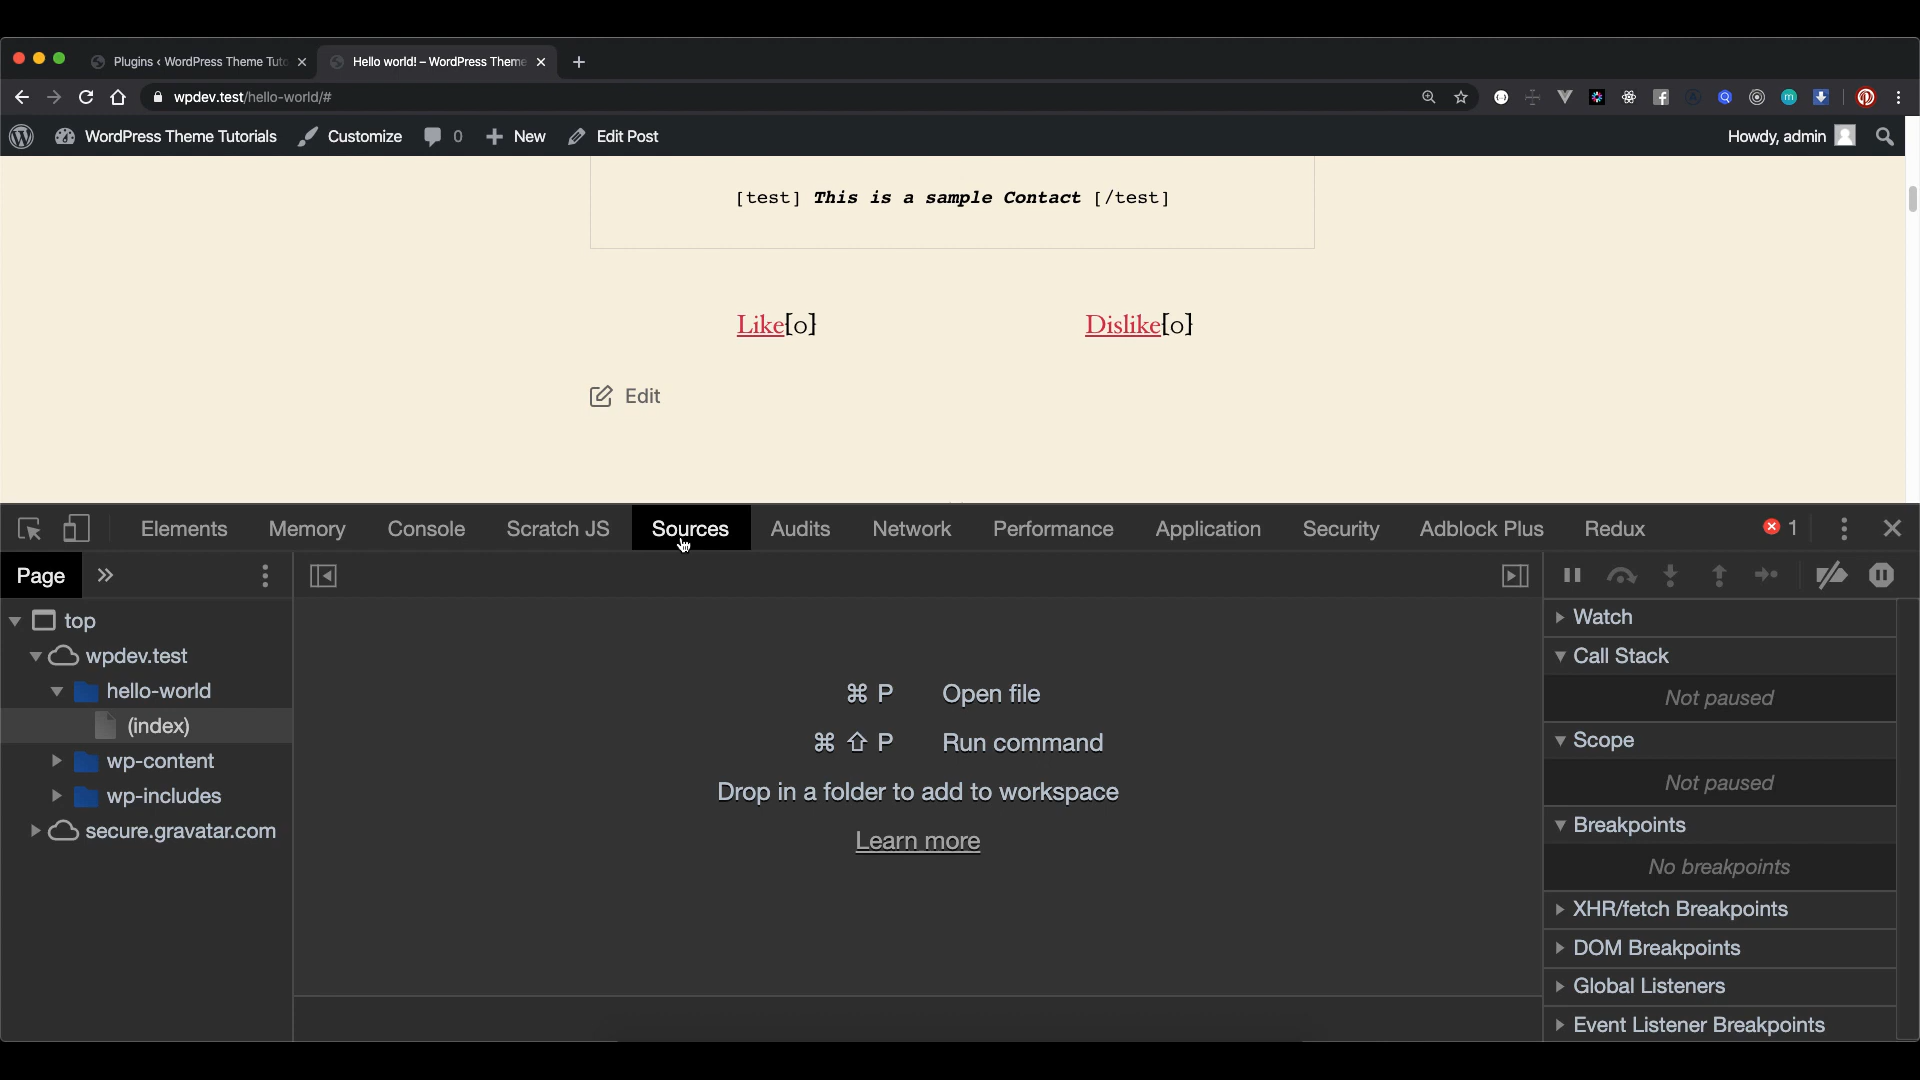 Plugins ‹ WordPress Theme Tuto
Hello world! – WordPress Theme
wpdev.test/hello-world/#
WordPress Theme Tutorials
Customize
0
New
Edit Post
Howdy, admin
[test] This is a sample Contact [/test]
Like[0}
Dislike[0}
Edit
Elements
Memory
Console
Scratch JS
Sources
Audits
Network
Performance
Application
Security
Adblock Plus
Redux
1
Page
top
wpdev.test
hello-world
(index)
wp-content
wp-includes
secure.gravatar.com
⌘ P Open file
⌘ ⇧ P Run command
Drop in a folder to add to workspace
Learn more
Watch
Call Stack
Not paused
Scope
Not paused
Breakpoints
No breakpoints
XHR/fetch Breakpoints
DOM Breakpoints
Global Listeners
Event Listener Breakpoints